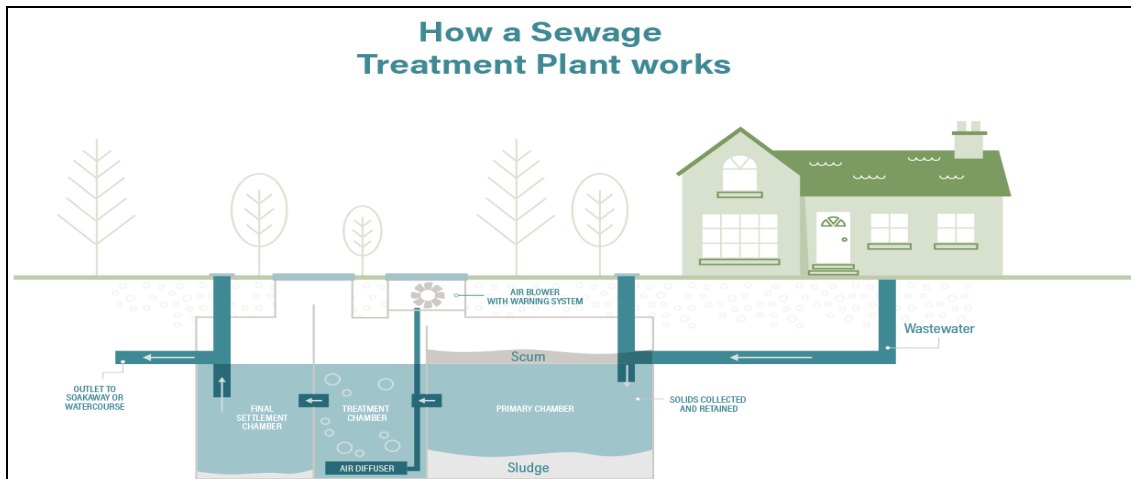 How a Sewage
Treatment Plant works
AIR BLOWER
WITH WARNING SYSTEM
Wastewater
Scum
OUTLET TO
SOAKAWAY OR
WATERCOURSE
FINAL
SETTLEMENT
CHAMBER
TREATMENT
CHAMBER
PRIMARY CHAMBER
SOLIDS COLLECTED
AND RETAINED
AIR DIFFUSER
Sludge